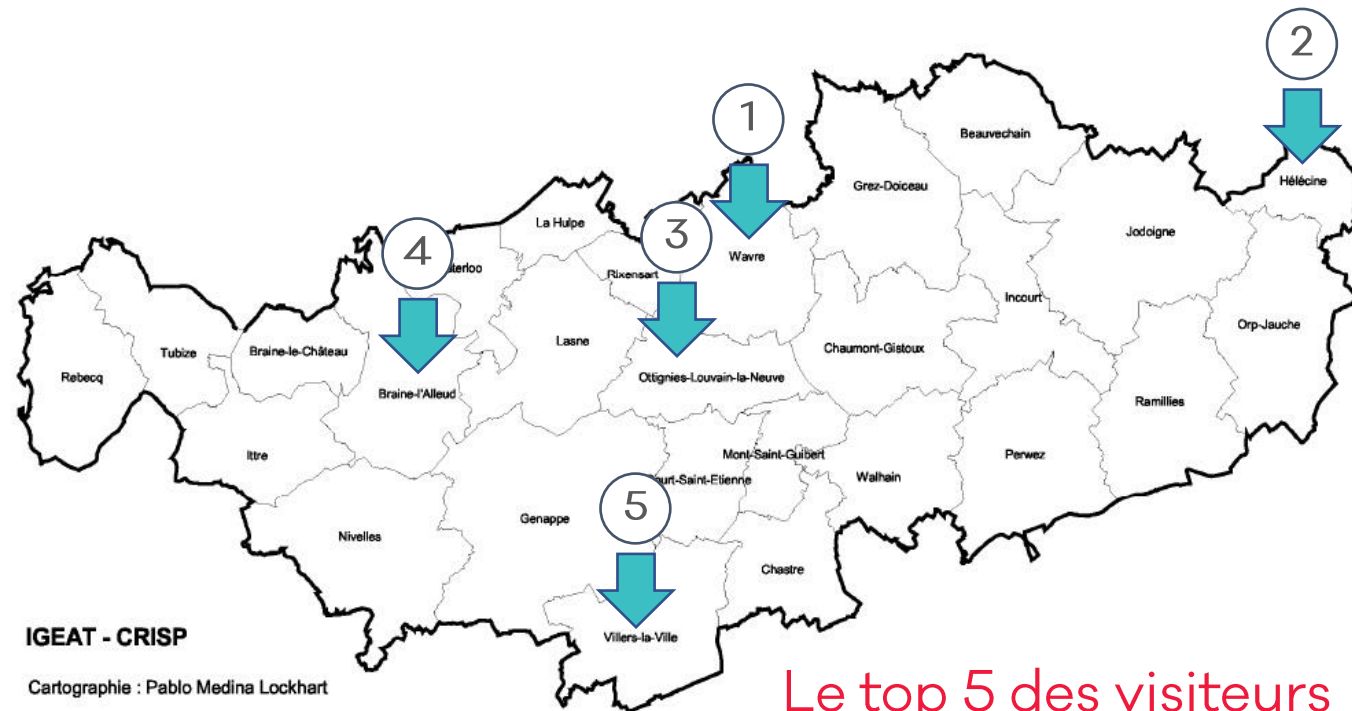 2
1
Beauvechain
Hélécine
Grez-Doiceau
La Hulpe
3
Jodoigne
4
Wavre
Rixensart
Incourt
Orp-Jauche
Lasne
Chaumont-Gistoux
Braine-le-Château
Tubize
Rebecq
Ottignies-Louvain-la-Neuve
Braine-l'Alleud
Ramillies
Mont-Saint-Guibert
Ittre
Perwez
Walhain
5
Genappe
Nivelles
Chastre
IGEAT - CRISP
Villers-la-Ville
Cartographie : Pablo Medina Lockhart
Le top 5 des visiteurs